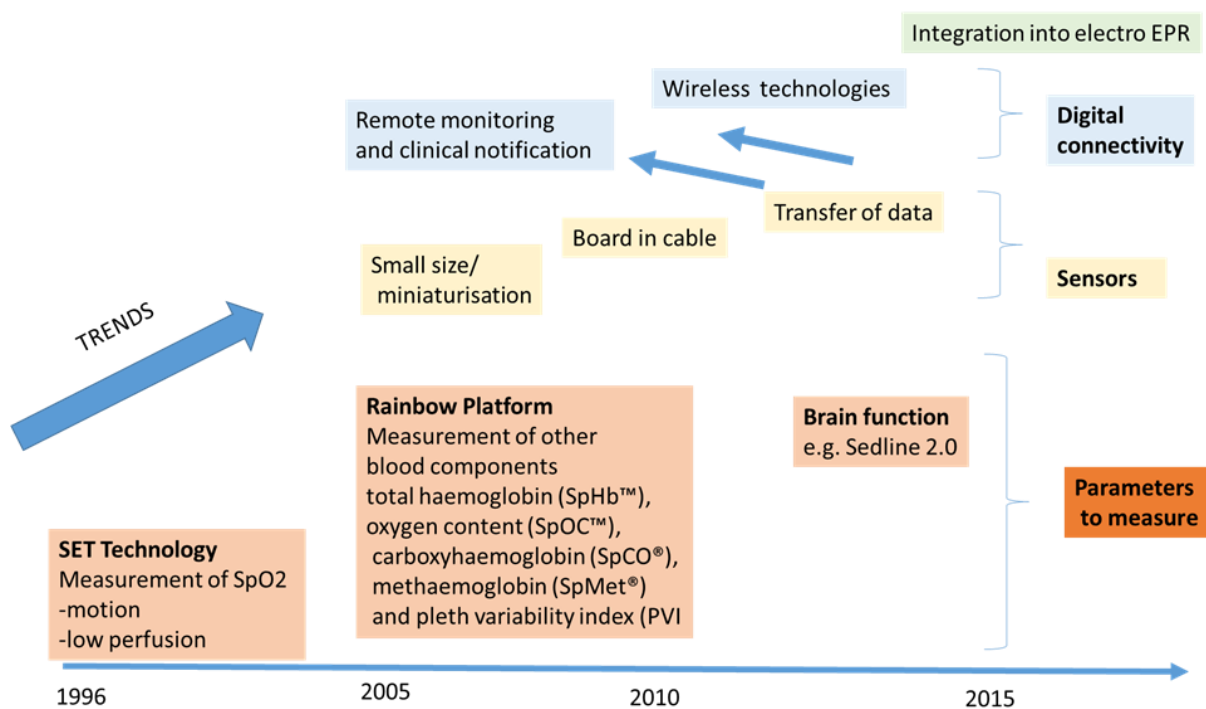 Integration into electro EPR
Wireless technologies
Remote monitoring
and clinical notification
Digital
connectivity
Transfer of data
Board in cable
Small size/
miniaturisation
Sensors
TRENDS
Rainbow Platform
Measurement of other
blood components
total haemoglobin (SpHb™),
oxygen content (SpOC™),
carboxyhaemoglobin (SpCO®),
methaemoglobin (SpMet®)
and pleth variability index (PVI
Brain function
e.g. Sedline 2.0
Parameters
to measure
SET Technology
Measurement of SpO2
-motion
-low perfusion
1996
2005
2010
2015